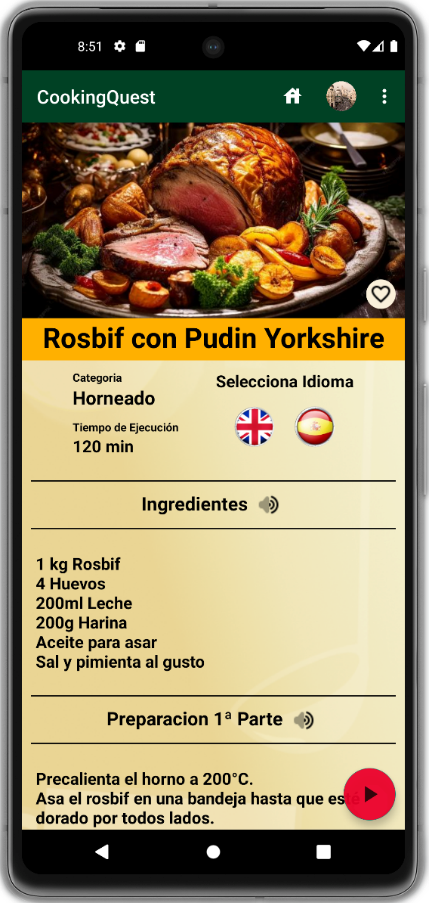 8:51
CookingQuest
Rosbif con Pudin Yorkshire
Categoria
Horneado
Selecciona Idioma
Tiempo de Ejecución
120 min
Ingredientes
1 kg Rosbif
4 Huevos
200ml Leche
200g Harina
Aceite para asar
Sal y pimienta al gusto
Preparacion 1ª Parte
Precalienta el horno a 200°C.
Asa el rosbif en una bandeja hasta que esté
dorado por todos lados.